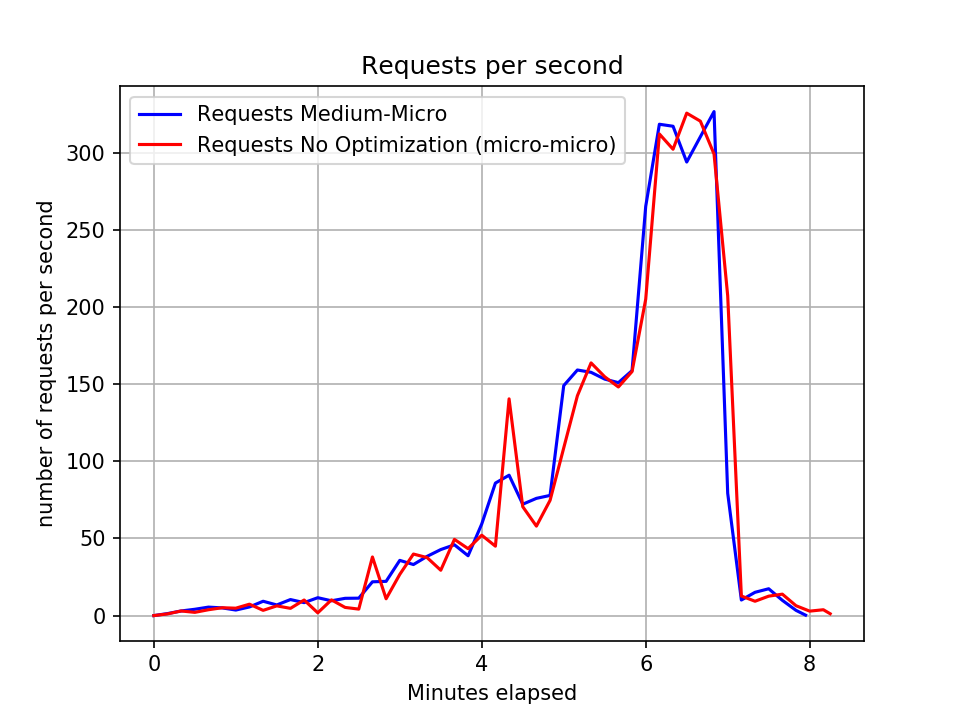 Requests per second
Requests Medium-Micro
Requests No Optimization (micro-micro)
number of requests per second
300
250
200
150
100
50
0
0 2 4 6 8
Minutes elapsed